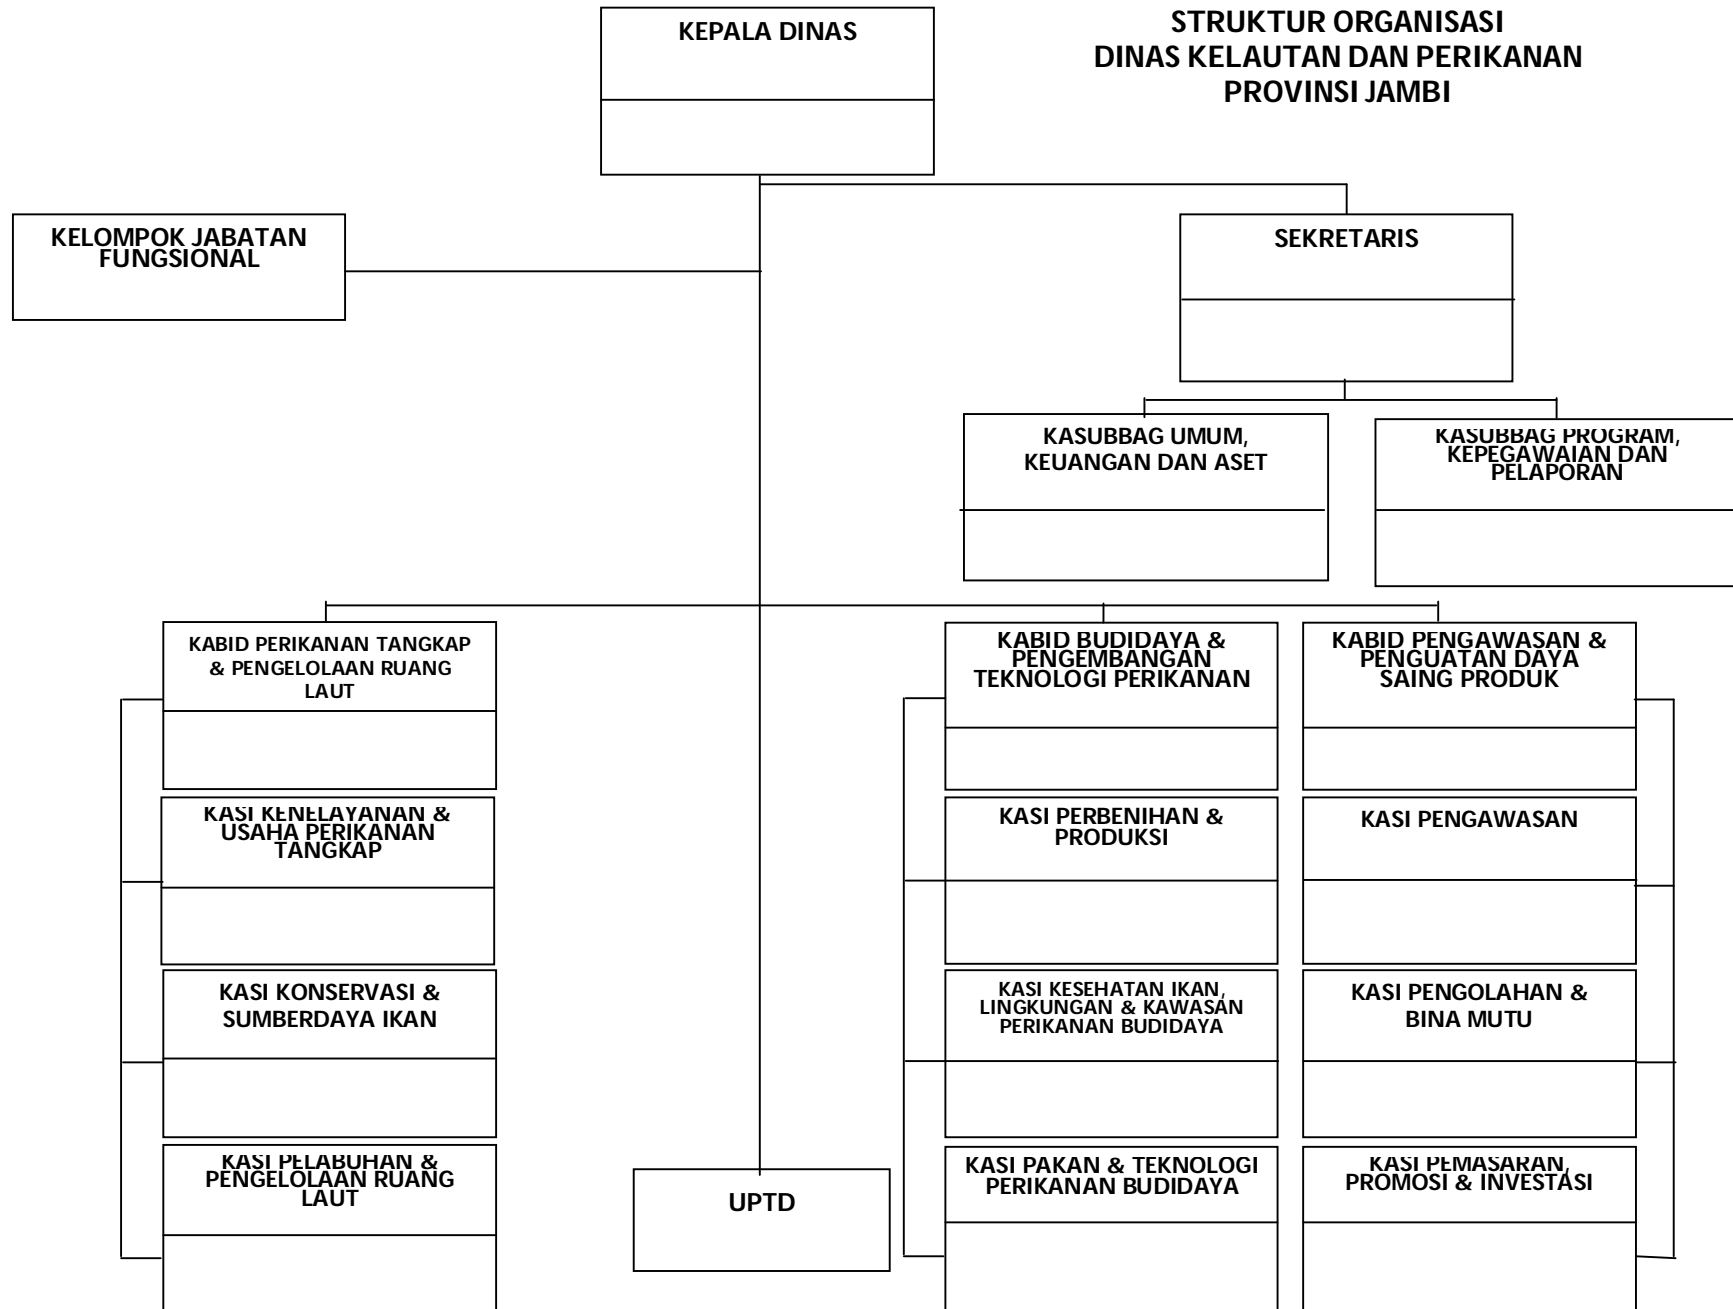 STRUKTUR ORGANISASI
DINAS KELAUTAN DAN PERIKANAN
PROVINSI JAMBI
KEPALA DINAS
KELOMPOK JABATAN
FUNGSIONAL
SEKRETARIS
KASUBBAG UMUM,
KEUANGAN DAN ASET
KASUBBAG PROGRAM,
KEPEGAWAIAN DAN
PELAPORAN
KABID PERIKANAN TANGKAP
& PENGELOLAAN RUANG
LAUT
KASI KENELAYANAN &
USAHA PERIKANAN
TANGKAP
KASI KONSERVASI &
SUMBERDAYA IKAN
KASI PELABUHAN &
PENGELOLAAN RUANG
LAUT
UPTD
KABID BUDIDAYA &
PENGEMBANGAN
TEKNOLOGI PERIKANAN
KASI PERBENIHAN &
PRODUKSI
KASI KESEHATAN IKAN,
LINGKUNGAN & KAWASAN
PERIKANAN BUDIDAYA
KASI PAKAN & TEKNOLOGI
PERIKANAN BUDIDAYA
KABID PENGAWASAN &
PENGUATAN DAYA
SAING PRODUK
KASI PENGAWASAN
KASI PENGOLAHAN &
BINA MUTU
KASI PEMASARAN,
PROMOSI & INVESTASI